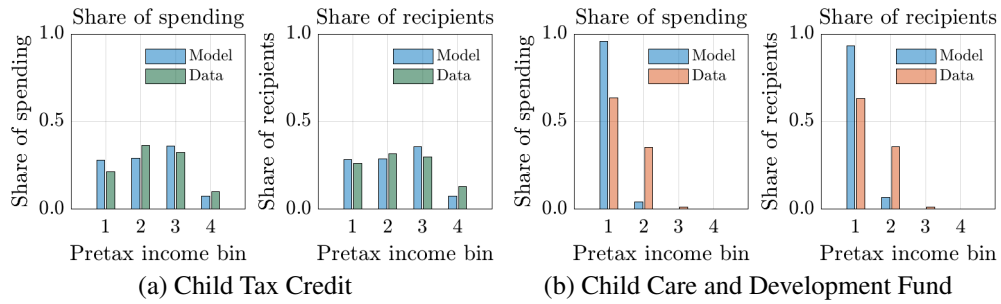 Share of spending
Share of spending
1.0
0.5
0.0
Model
Data
1 2 3 4
Pretax income bin
Share of recipients
Share of recipients
1.0
0.5
0.0
Model
Data
1 2 3 4
Pretax income bin
(a) Child Tax Credit
Share of spending
Share of spending
1.0
0.5
0.0
Model
Data
1 2 3 4
Pretax income bin
Share of recipients
Share of recipients
1.0
0.5
0.0
Model
Data
1 2 3 4
Pretax income bin
(b) Child Care and Development Fund